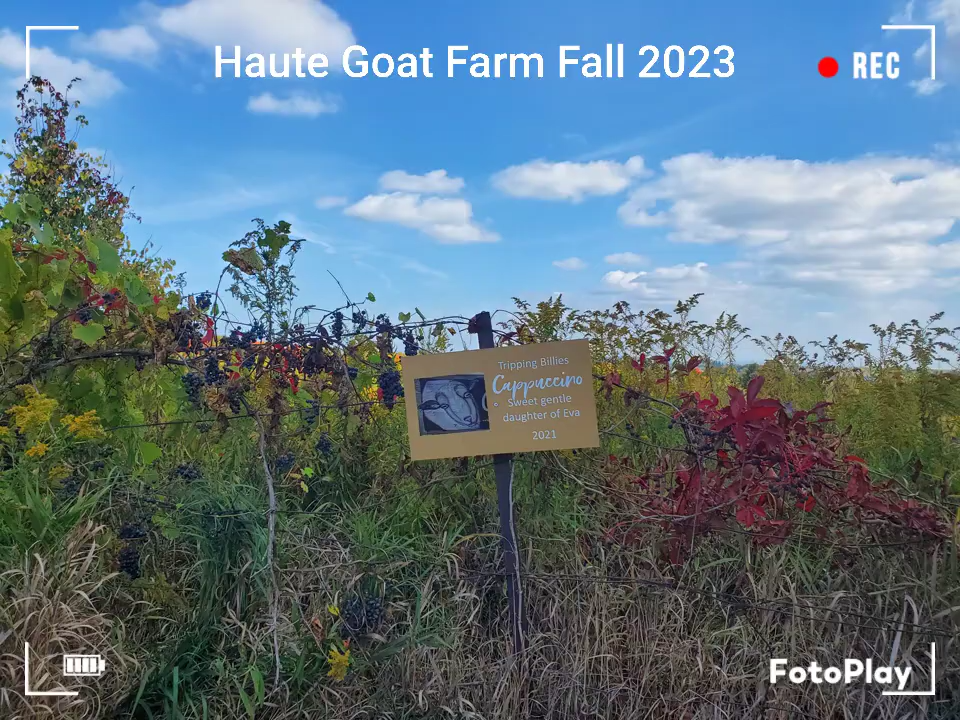 Haute Goat Farm Fall 2023
REC
Tripping Billies
Cappuccino
Sweet gentle
daughter of Eva
2021
FotoPlay